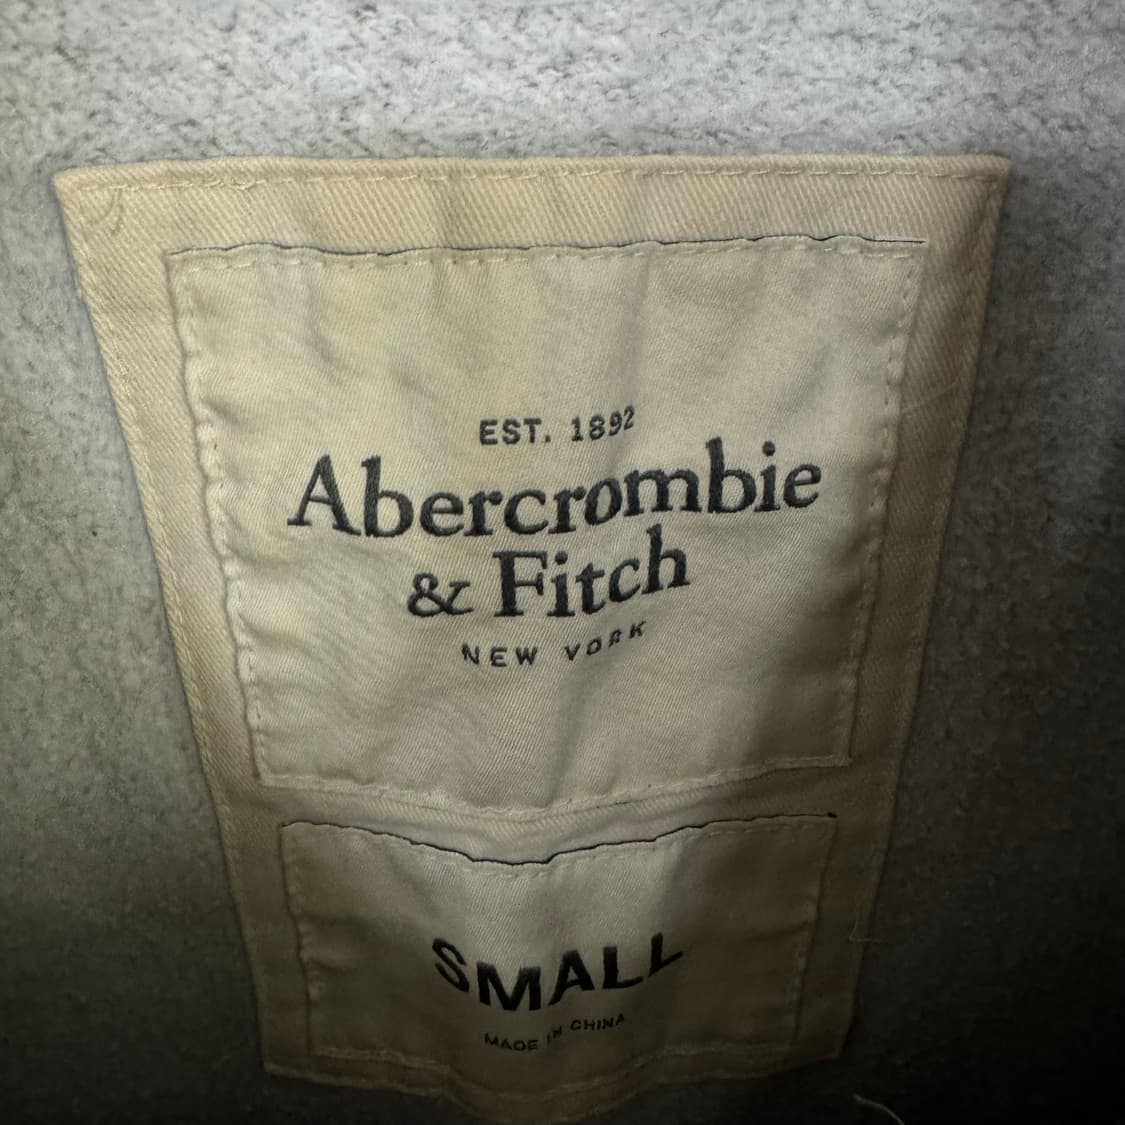 EST. 1892
Abercrombie
& Fitch
NEW YORK
SMALL
MADE IN CHINA